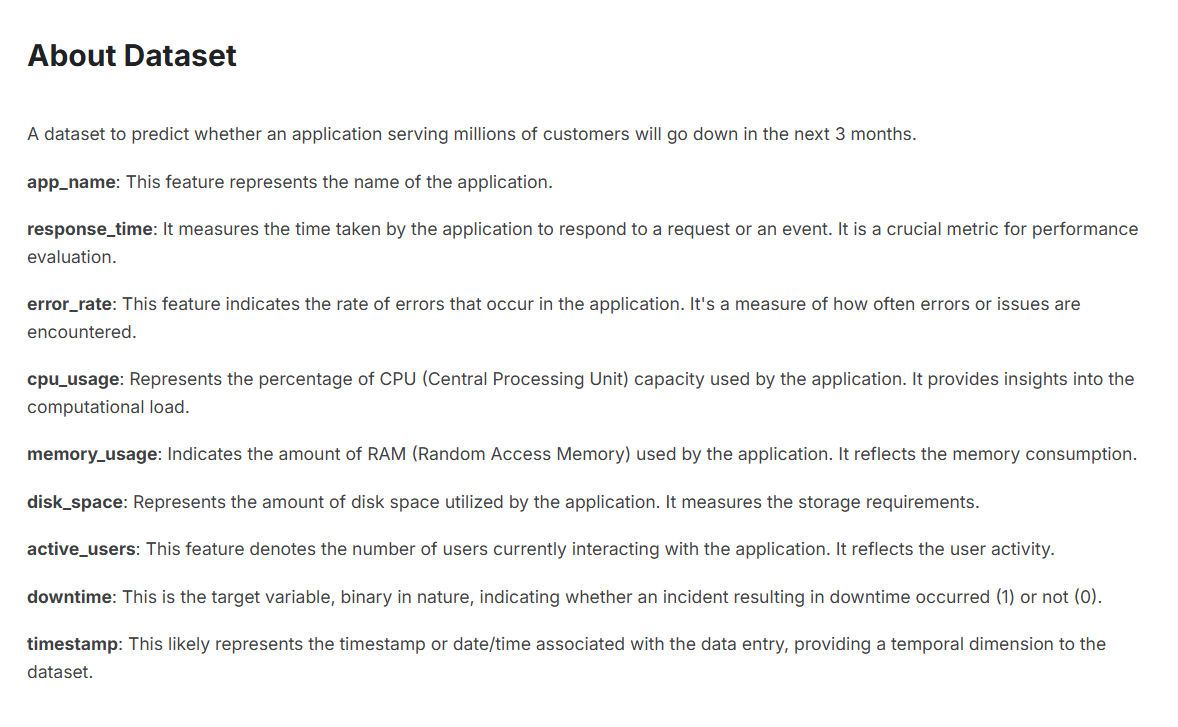 About Dataset
A dataset to predict whether an application serving millions of customers will go down in the next 3 months.
app_name: This feature represents the name of the application.
response_time: It measures the time taken by the application to respond to a request or an event. It is a crucial metric for performance
evaluation.
error_rate: This feature indicates the rate of errors that occur in the application. It's a measure of how often errors or issues are
encountered.
cpu_usage: Represents the percentage of CPU (Central Processing Unit) capacity used by the application. It provides insights into the
computational load.
memory_usage: Indicates the amount of RAM (Random Access Memory) used by the application. It reflects the memory consumption.
disk_space: Represents the amount of disk space utilized by the application. It measures the storage requirements.
active_users: This feature denotes the number of users currently interacting with the application. It reflects the user activity.
downtime: This is the target variable, binary in nature, indicating whether an incident resulting in downtime occurred (1) or not (0).
timestamp: This likely represents the timestamp or date/time associated with the data entry, providing a temporal dimension to the
dataset.